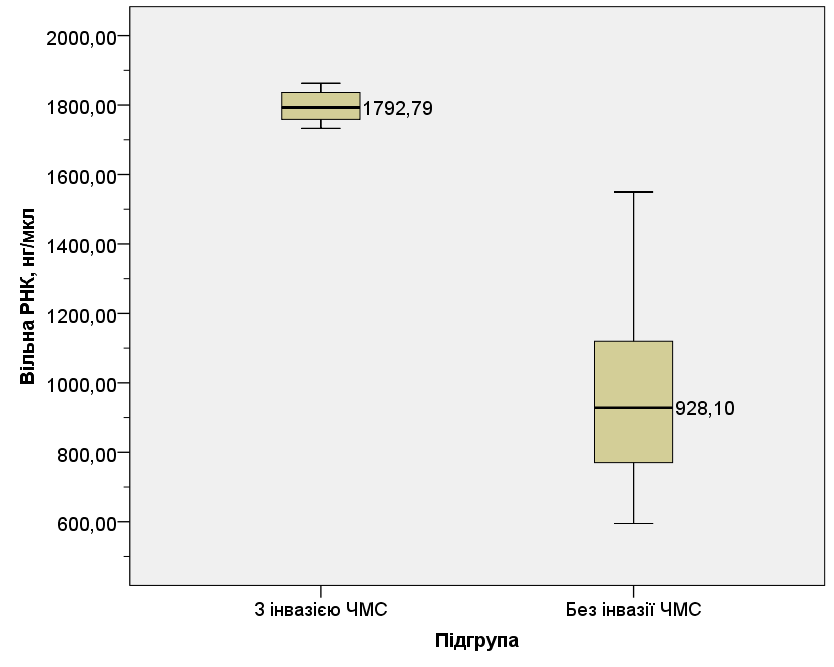 2000,00
1800,00
1792,79
1600,00
1400,00
1200,00
1000,00
928,10
800,00
600,00
Вільна РНК, нг/мкл
З інвазією ЧМС
Без інвазії ЧМС
Підгрупа